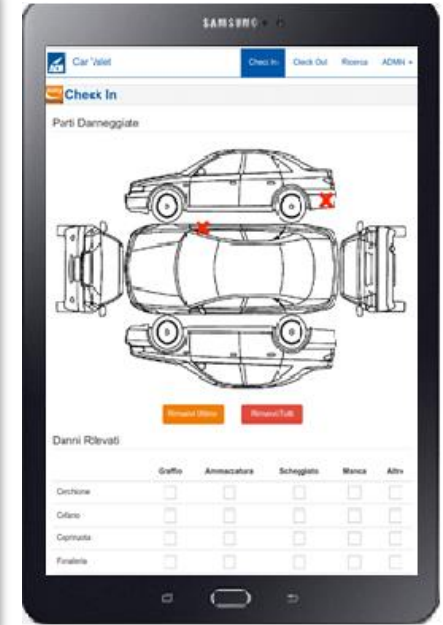 SAMSUNG
Car Valet
Check In
Check Out
Ricerca
ADMIN
Check In
Parti Danneggiate
Rimuovi Ultimo
Rimuovi Tutti
Danni Rilevati
Graffio Ammaccatura Scheggiato Manca Altro
Cerchione
Cofano
Copriruota
Fanaleria